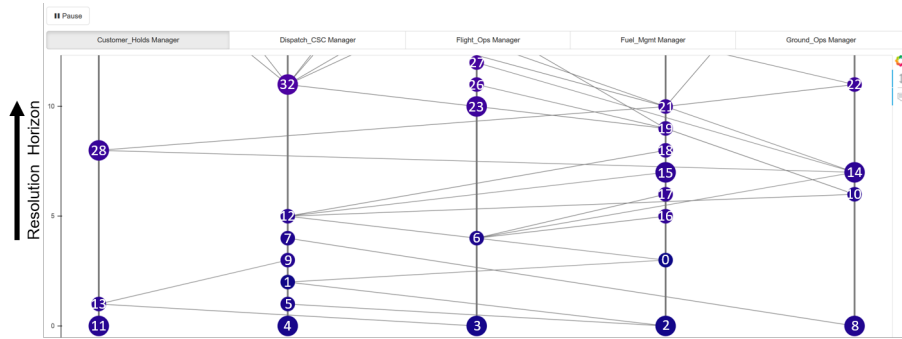 Pause
Customer_Holds Manager Dispatch_CSC Manager Flight_Ops Manager Fuel_Mgmt Manager Ground_Ops Manager
Resolution Horizon
27
32 26 22
10 23 21
19
28 18
15 14
17 10
5 12 16
7 6
9 0
1
13 5
0 11 4 3 2 8